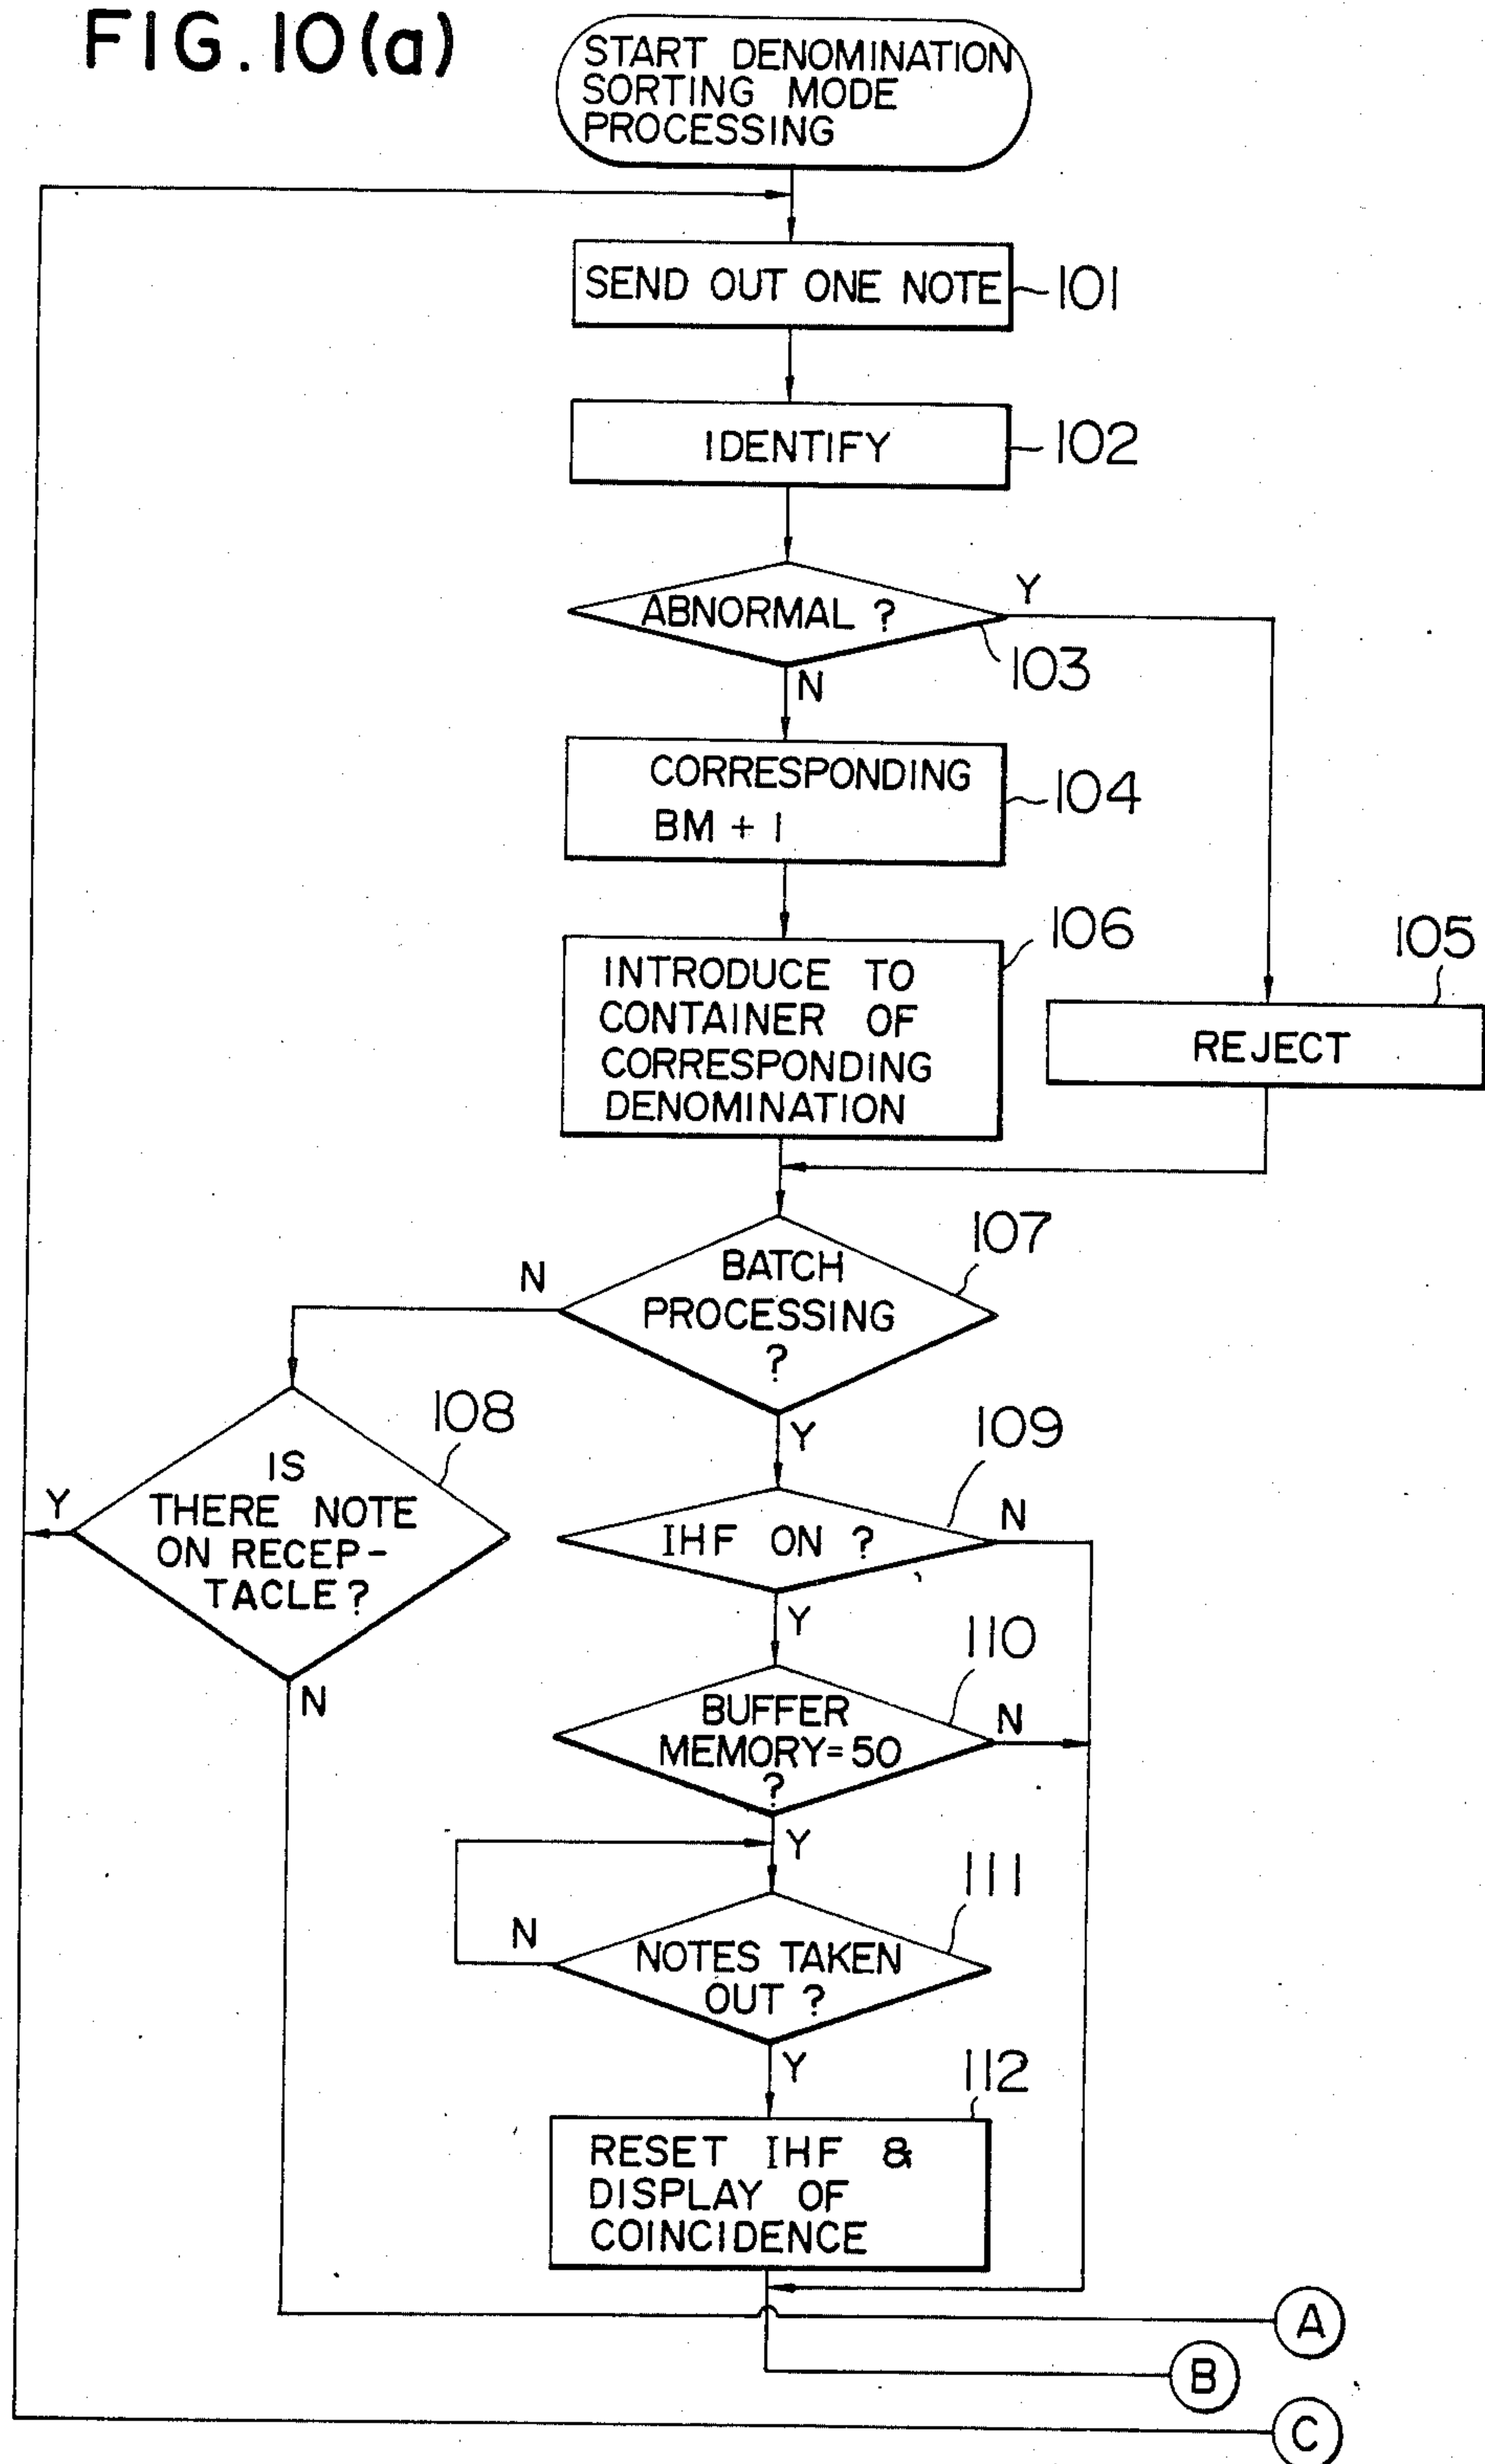 FIG. 10(a)
START DENOMINATION
SORTING MODE
PROCESSING
SEND OUT ONE NOTE
101
IDENTIFY
102
ABNORMAL ?
Y
103
N
CORRESPONDING
BM + 1
104
106
105
INTRODUCE TO
CONTAINER OF
CORRESPONDING
DENOMINATION
REJECT
107
N
BATCH
PROCESSING
?
108
Y
109
IS
THERE NOTE
ON RECEP-
TACLE?
Y
IHF ON ?
N
Y
110
N
BUFFER
MEMORY=50
?
N
Y
111
N
NOTES TAKEN
OUT ?
Y
112
RESET IHF &
DISPLAY OF
COINCIDENCE
A
B
C